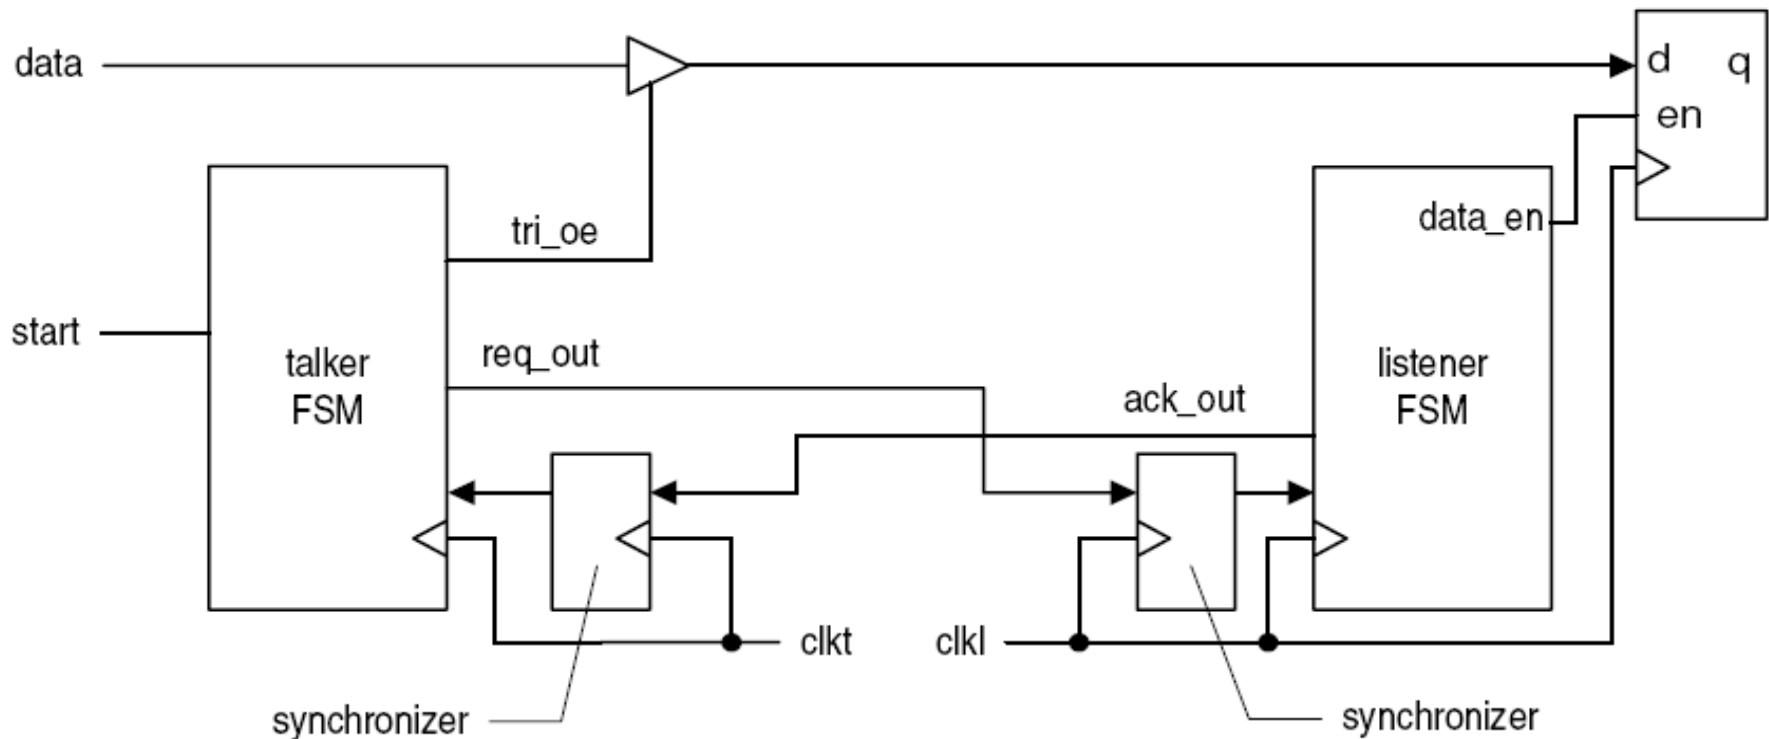 data
d q
en
data_en
tri_oe
start
req_out
talker
FSM
ack_out
listener
FSM
clkt
clkl
synchronizer
synchronizer